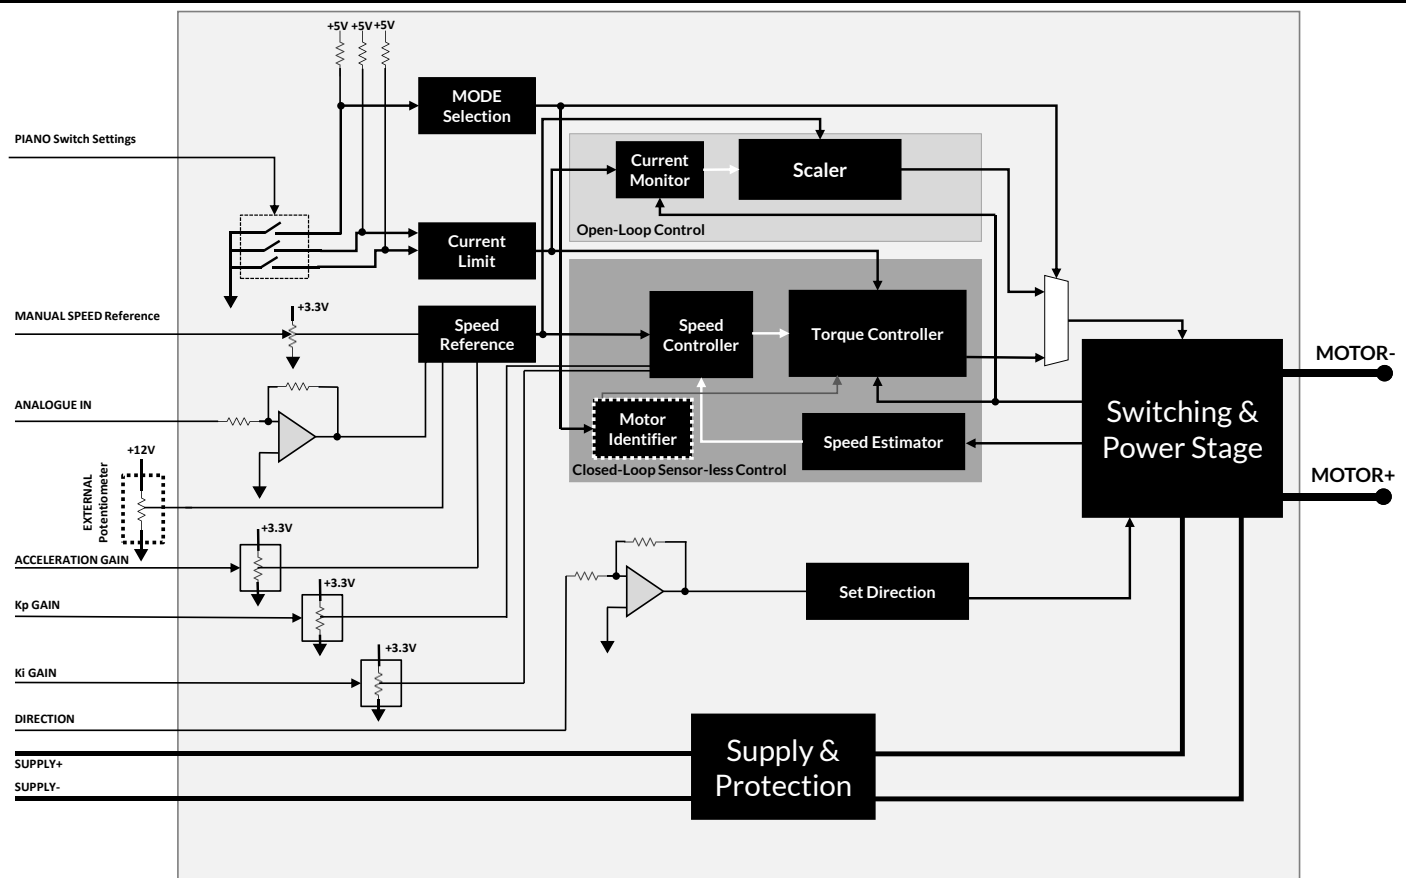 +5V +5V +5V
MODE
Selection
PIANO Switch Settings
Current
Monitor
Scaler
Open-Loop Control
Current
Limit
+3.3V
MANUAL SPEED Reference
Speed
Reference
Speed
Controller
Torque Controller
MOTOR-
ANALOGUE IN
Motor
Identifier
Speed Estimator
Closed-Loop Sensor-less Control
Switching &
Power Stage
MOTOR+
+12V
EXTERNAL
Potentiometer
+3.3V
ACCELERATION GAIN
+3.3V
Kp GAIN
Set Direction
+3.3V
Ki GAIN
DIRECTION
Supply &
Protection
SUPPLY+
SUPPLY-